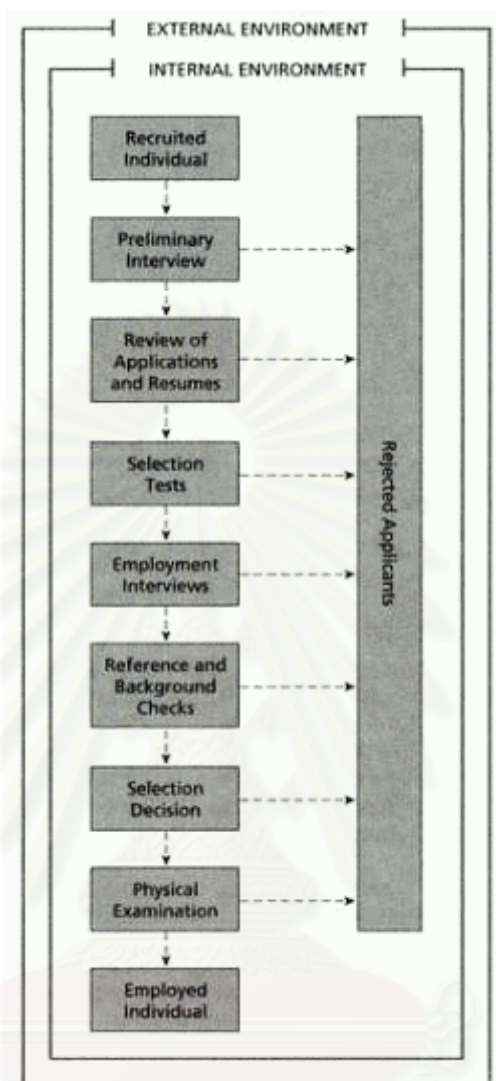 EXTERNAL ENVIRONMENT
INTERNAL ENVIRONMENT
Recruited
Individual
Preliminary
Interview
Review of
Applications
and Resumes
Selection
Tests
Employment
Interviews
Reference and
Background
Checks
Selection
Decision
Physical
Examination
Employed
Individual
Rejected Applicants